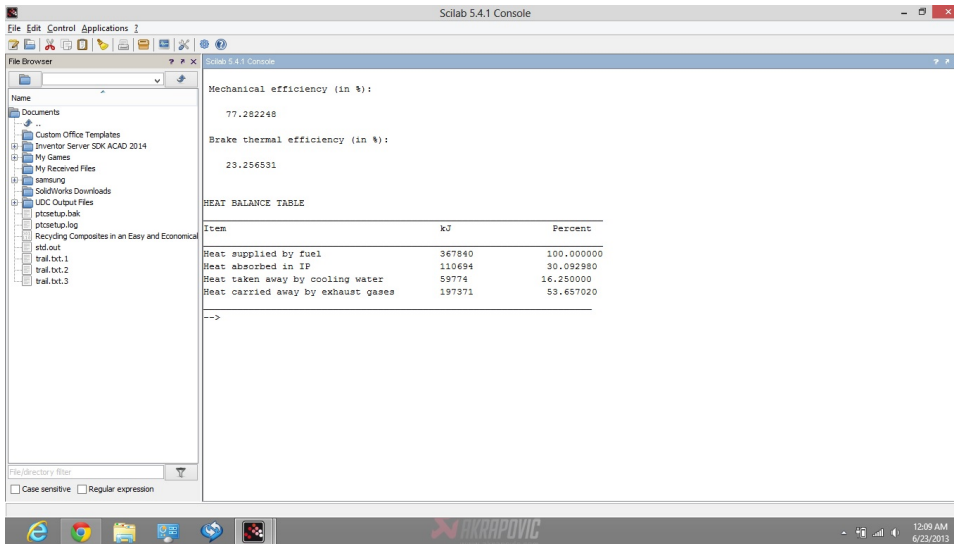 Scilab 5.4.1 Console
File Edit Control Applications ?
File Browser
Scilab 5.4.1 Console
Name
Documents
..
Custom Office Templates
Inventor Server SDK ACAD 2014
My Games
My Received Files
samsung
SolidWorks Downloads
UDC Output Files
ptcsetup.bak
ptcsetup.log
Recycling Composites in an Easy and Economical
std.out
trail.txt.1
trail.txt.2
trail.txt.3
File/directory filter
Case sensitive Regular expression
Mechanical efficiency (in %):
77.282248
Brake thermal efficiency (in %):
23.256531
HEAT BALANCE TABLE
Item kJ Percent
Heat supplied by fuel 367840 100.000000
Heat absorbed in IP 110694 30.092980
Heat taken away by cooling water 59774 16.250000
Heat carried away by exhaust gases 197371 53.657020
-->
AKRAPOVIC
12:09 AM
6/23/2013